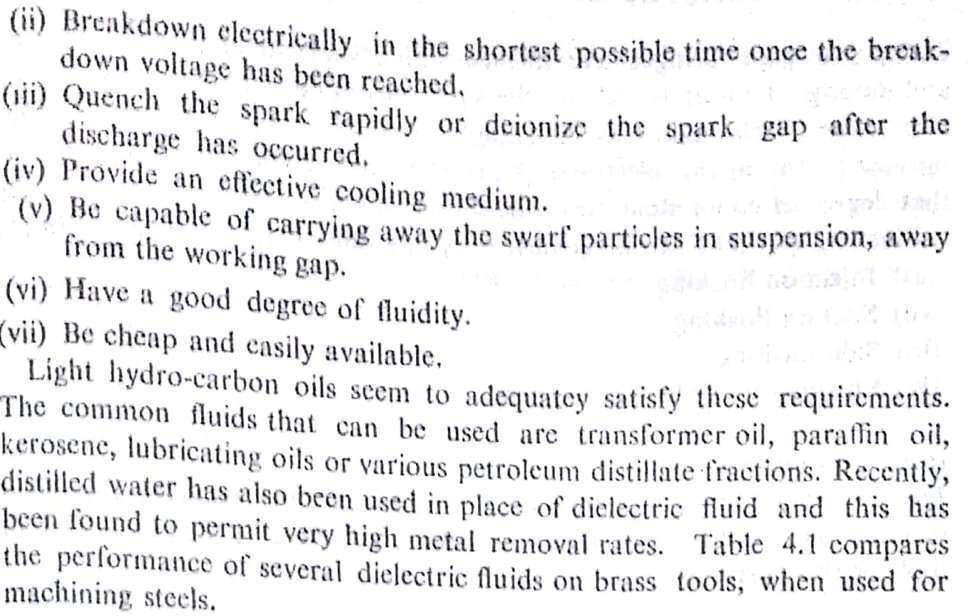 (ii) Breakdown electrically in the shortest possible time once the break-
down voltage has been reached.
(iii) Quench the spark rapidly or deionize the spark gap after the
discharge has occurred.
(iv) Provide an effective cooling medium.
(v) Be capable of carrying away the swarf particles in suspension, away
from the working gap.
(vi) Have a good degree of fluidity.
(vii) Be cheap and easily available.
Light hydro-carbon oils seem to adequatey satisfy these requirements.
The common fluids that can be used are transformer oil, paraffin oil,
kerosene, lubricating oils or various petroleum distillate fractions. Recently,
distilled water has also been used in place of dielectric fluid and this has
been found to permit very high metal removal rates. Table 4.1 compares
the performance of several dielectric fluids on brass tools, when used for
machining steels.